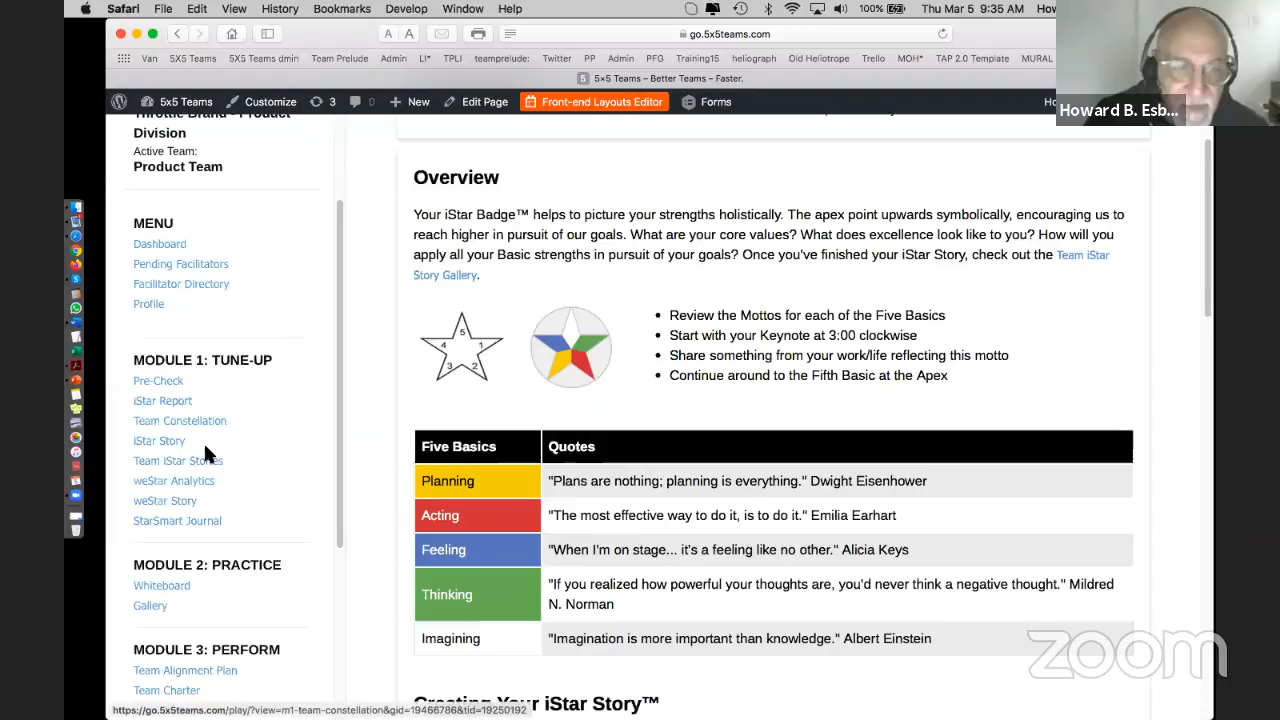 Safari File Edit View History Bookmarks Develop Window Help 100% Thu Mar 5 9:35 AM How
A A go.5x5teams.com
Van 5X5 Teams 5X5 Teams dmin Team Prelude Admin LI* TPLI teamprelude: Twitter PP Admin PFG Training15 heliograph Old Heliotrope Trello MOH* TAP 2.0 Template MURAL
5 5×5 Teams – Better Teams – Faster.
5x5 Teams Customize 3 0 New Edit Page Front-end Layouts Editor Forms Ho
Howard B. Esb...
Throttle Brand - Product
Division
Active Team:
Product Team
MENU
Dashboard
Pending Facilitators
Facilitator Directory
Profile
MODULE 1: TUNE-UP
Pre-Check
iStar Report
Team Constellation
iStar Story
Team iStar Stories
weStar Analytics
weStar Story
StarSmart Journal
MODULE 2: PRACTICE
Whiteboard
Gallery
MODULE 3: PERFORM
Team Alignment Plan
Team Charter
https://go.5x5teams.com/play/?view=m1-team-constellation&gid=19466786&tid=19250192
Overview
Your iStar Badge™ helps to picture your strengths holistically. The apex point upwards symbolically, encouraging us to
reach higher in pursuit of our goals. What are your core values? What does excellence look like to you? How will you
apply all your Basic strengths in pursuit of your goals? Once you've finished your iStar Story, check out the Team iStar
Story Gallery.
5
4 1
3 2
• Review the Mottos for each of the Five Basics
• Start with your Keynote at 3:00 clockwise
• Share something from your work/life reflecting this motto
• Continue around to the Fifth Basic at the Apex
Five Basics Quotes
Planning "Plans are nothing; planning is everything." Dwight Eisenhower
Acting "The most effective way to do it, is to do it." Emilia Earhart
Feeling "When I'm on stage... it's a feeling like no other." Alicia Keys
Thinking "If you realized how powerful your thoughts are, you'd never think a negative thought." Mildred
N. Norman
Imagining "Imagination is more important than knowledge." Albert Einstein
Creating Your iStar Story™
zoom